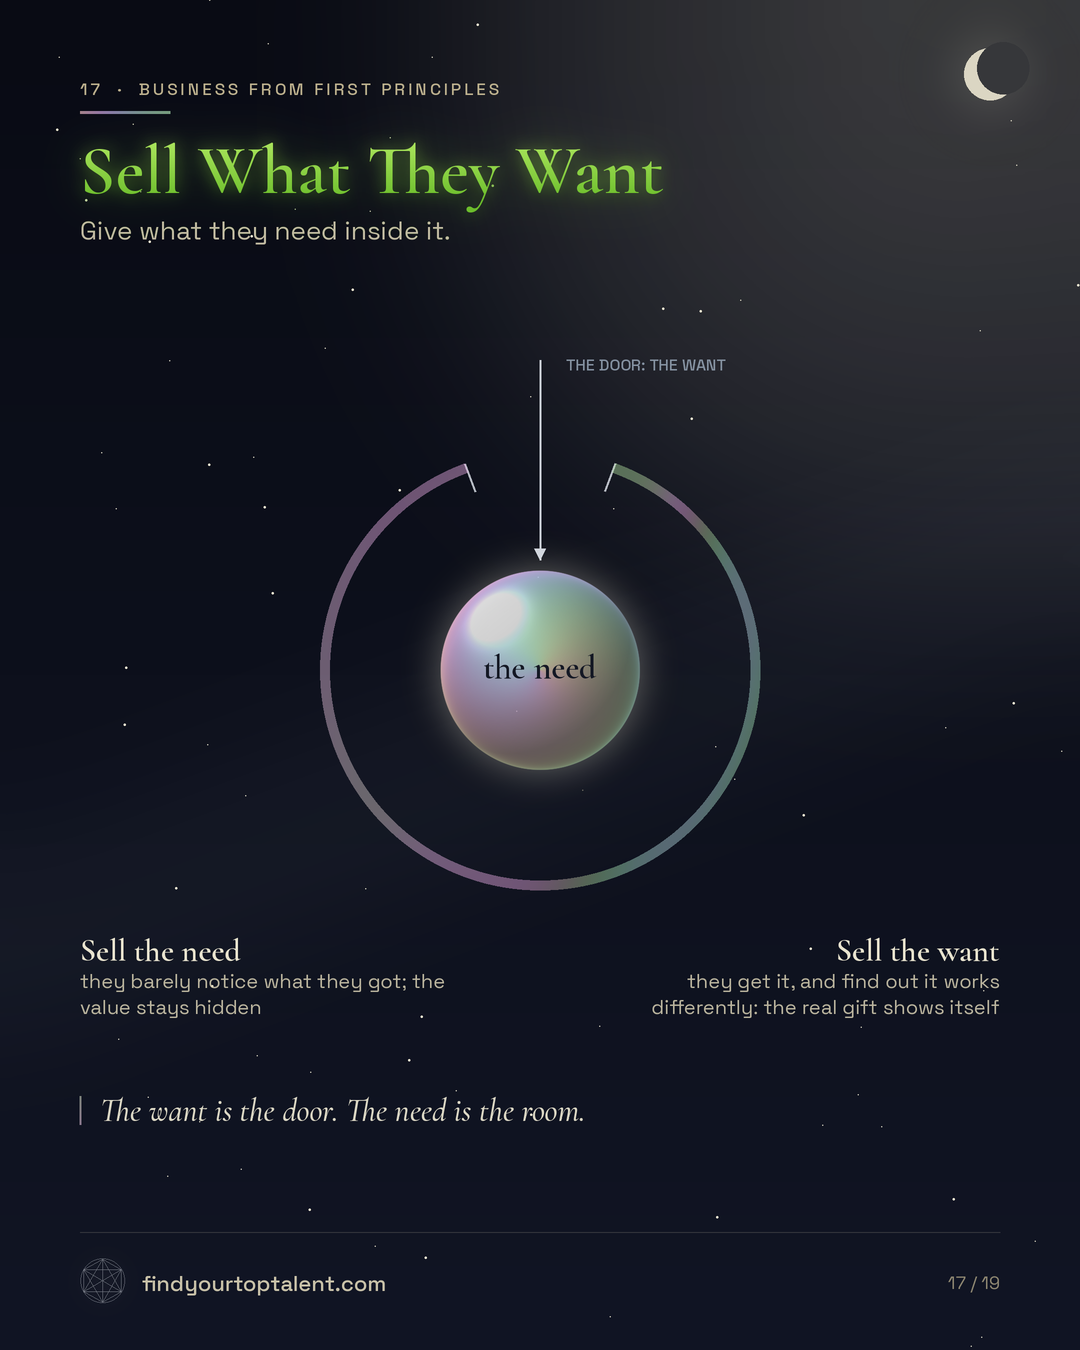 17 · BUSINESS FROM FIRST PRINCIPLES
Sell What They Want
Give what they need inside it.
THE DOOR: THE WANT
the need
Sell the need
they barely notice what they got; the
value stays hidden
Sell the want
they get it, and find out it works
differently: the real gift shows itself
The want is the door. The need is the room.
findyourtoptalent.com
17 / 19